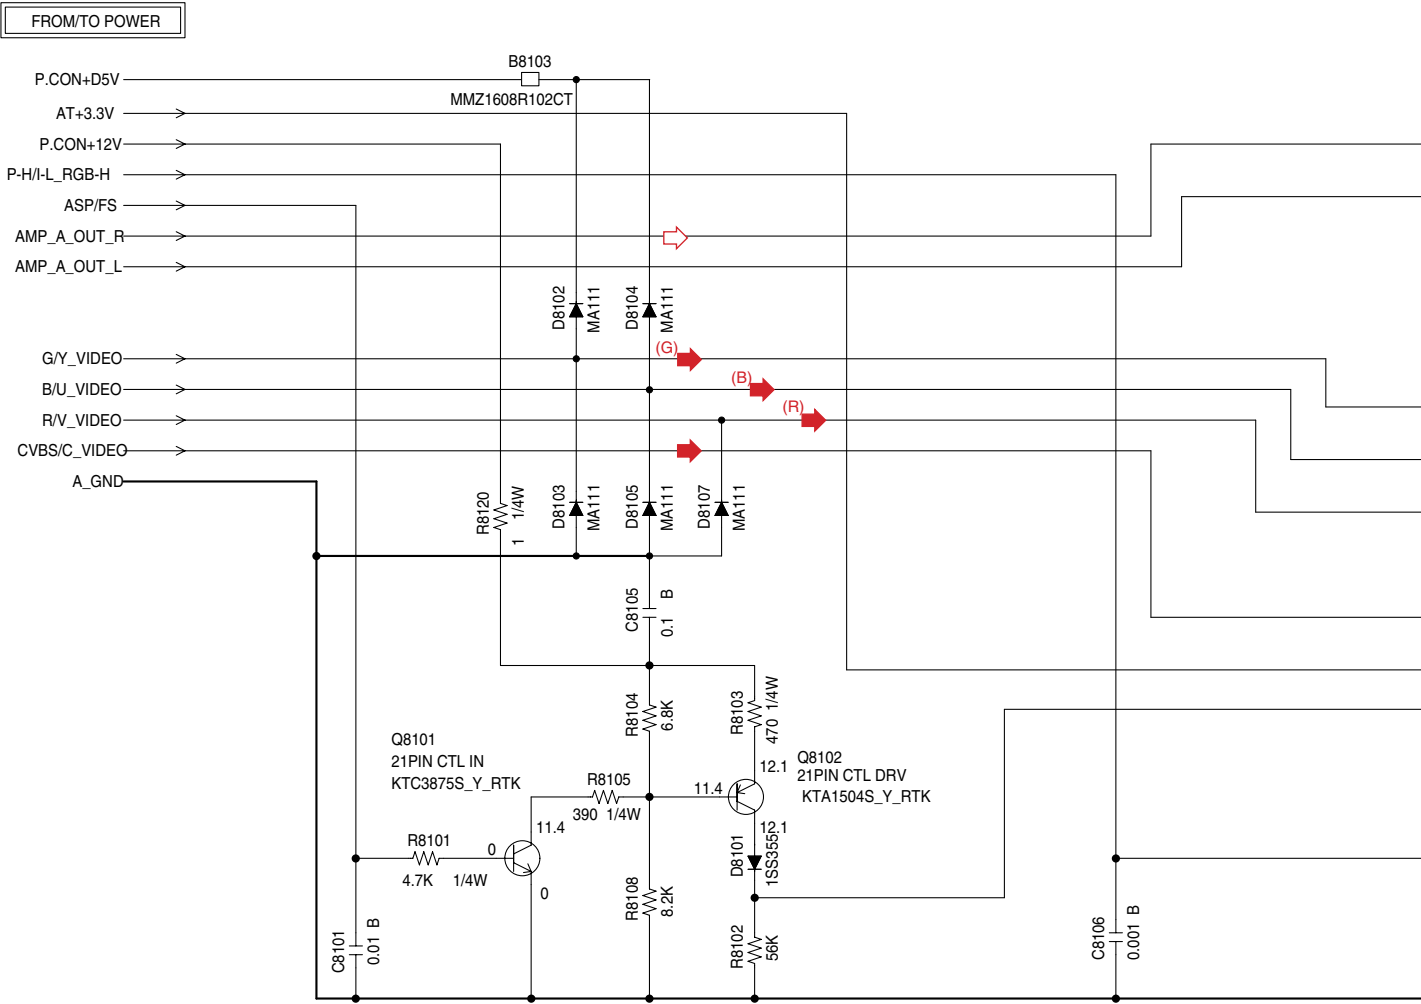 FROM/TO POWER
B8103
P.CON+D5V
MMZ1608R102CT
AT+3.3V
P.CON+12V
P-H/I-L_RGB-H
ASP/FS
AMP_A_OUT_R
AMP_A_OUT_L
D8102
MA111
D8104
MA111
G/Y_VIDEO
(G)
B/U_VIDEO
(B)
R/V_VIDEO
(R)
CVBS/C_VIDEO
A_GND
R8120
1 1/4W
D8103
MA111
D8105
MA111
D8107
MA111
C8105
0.1 B
R8104
6.8K
R8103
470 1/4W
Q8101
21PIN CTL IN
KTC3875S_Y_RTK
Q8102
21PIN CTL DRV
KTA1504S_Y_RTK
12.1
11.4
R8105
390 1/4W
11.4
12.1
R8101
4.7K 1/4W
0
0
D8101
1SS355
R8108
8.2K
R8102
56K
C8101
0.01 B
C8106
0.001 B